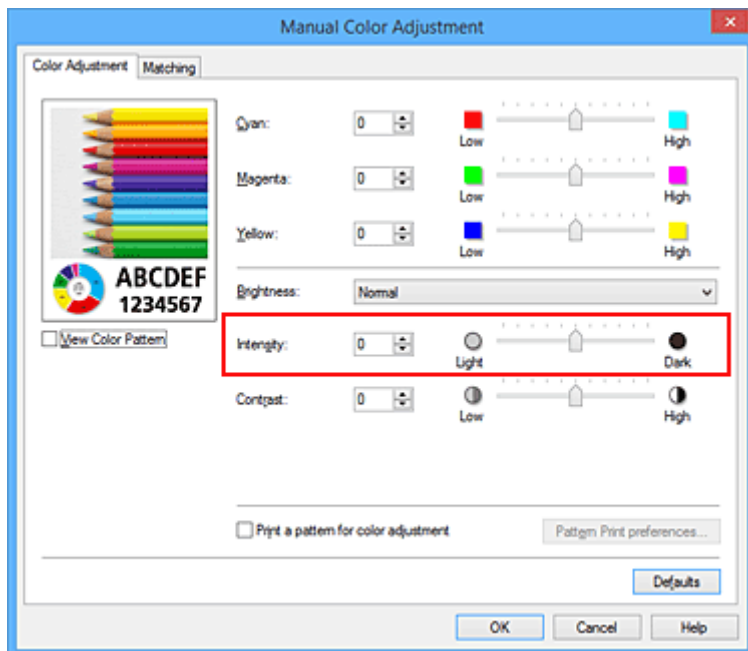 Manual Color Adjustment
Color Adjustment Matching
Cyan: 0 Low High
Magenta: 0 Low High
Yellow: 0 Low High
ABCDEF
1234567
Brightness: Normal
View Color Pattern
Intensity: 0 Light Dark
Contrast: 0 Low High
Print a pattern for color adjustment Pattern Print preferences...
Defaults
OK Cancel Help